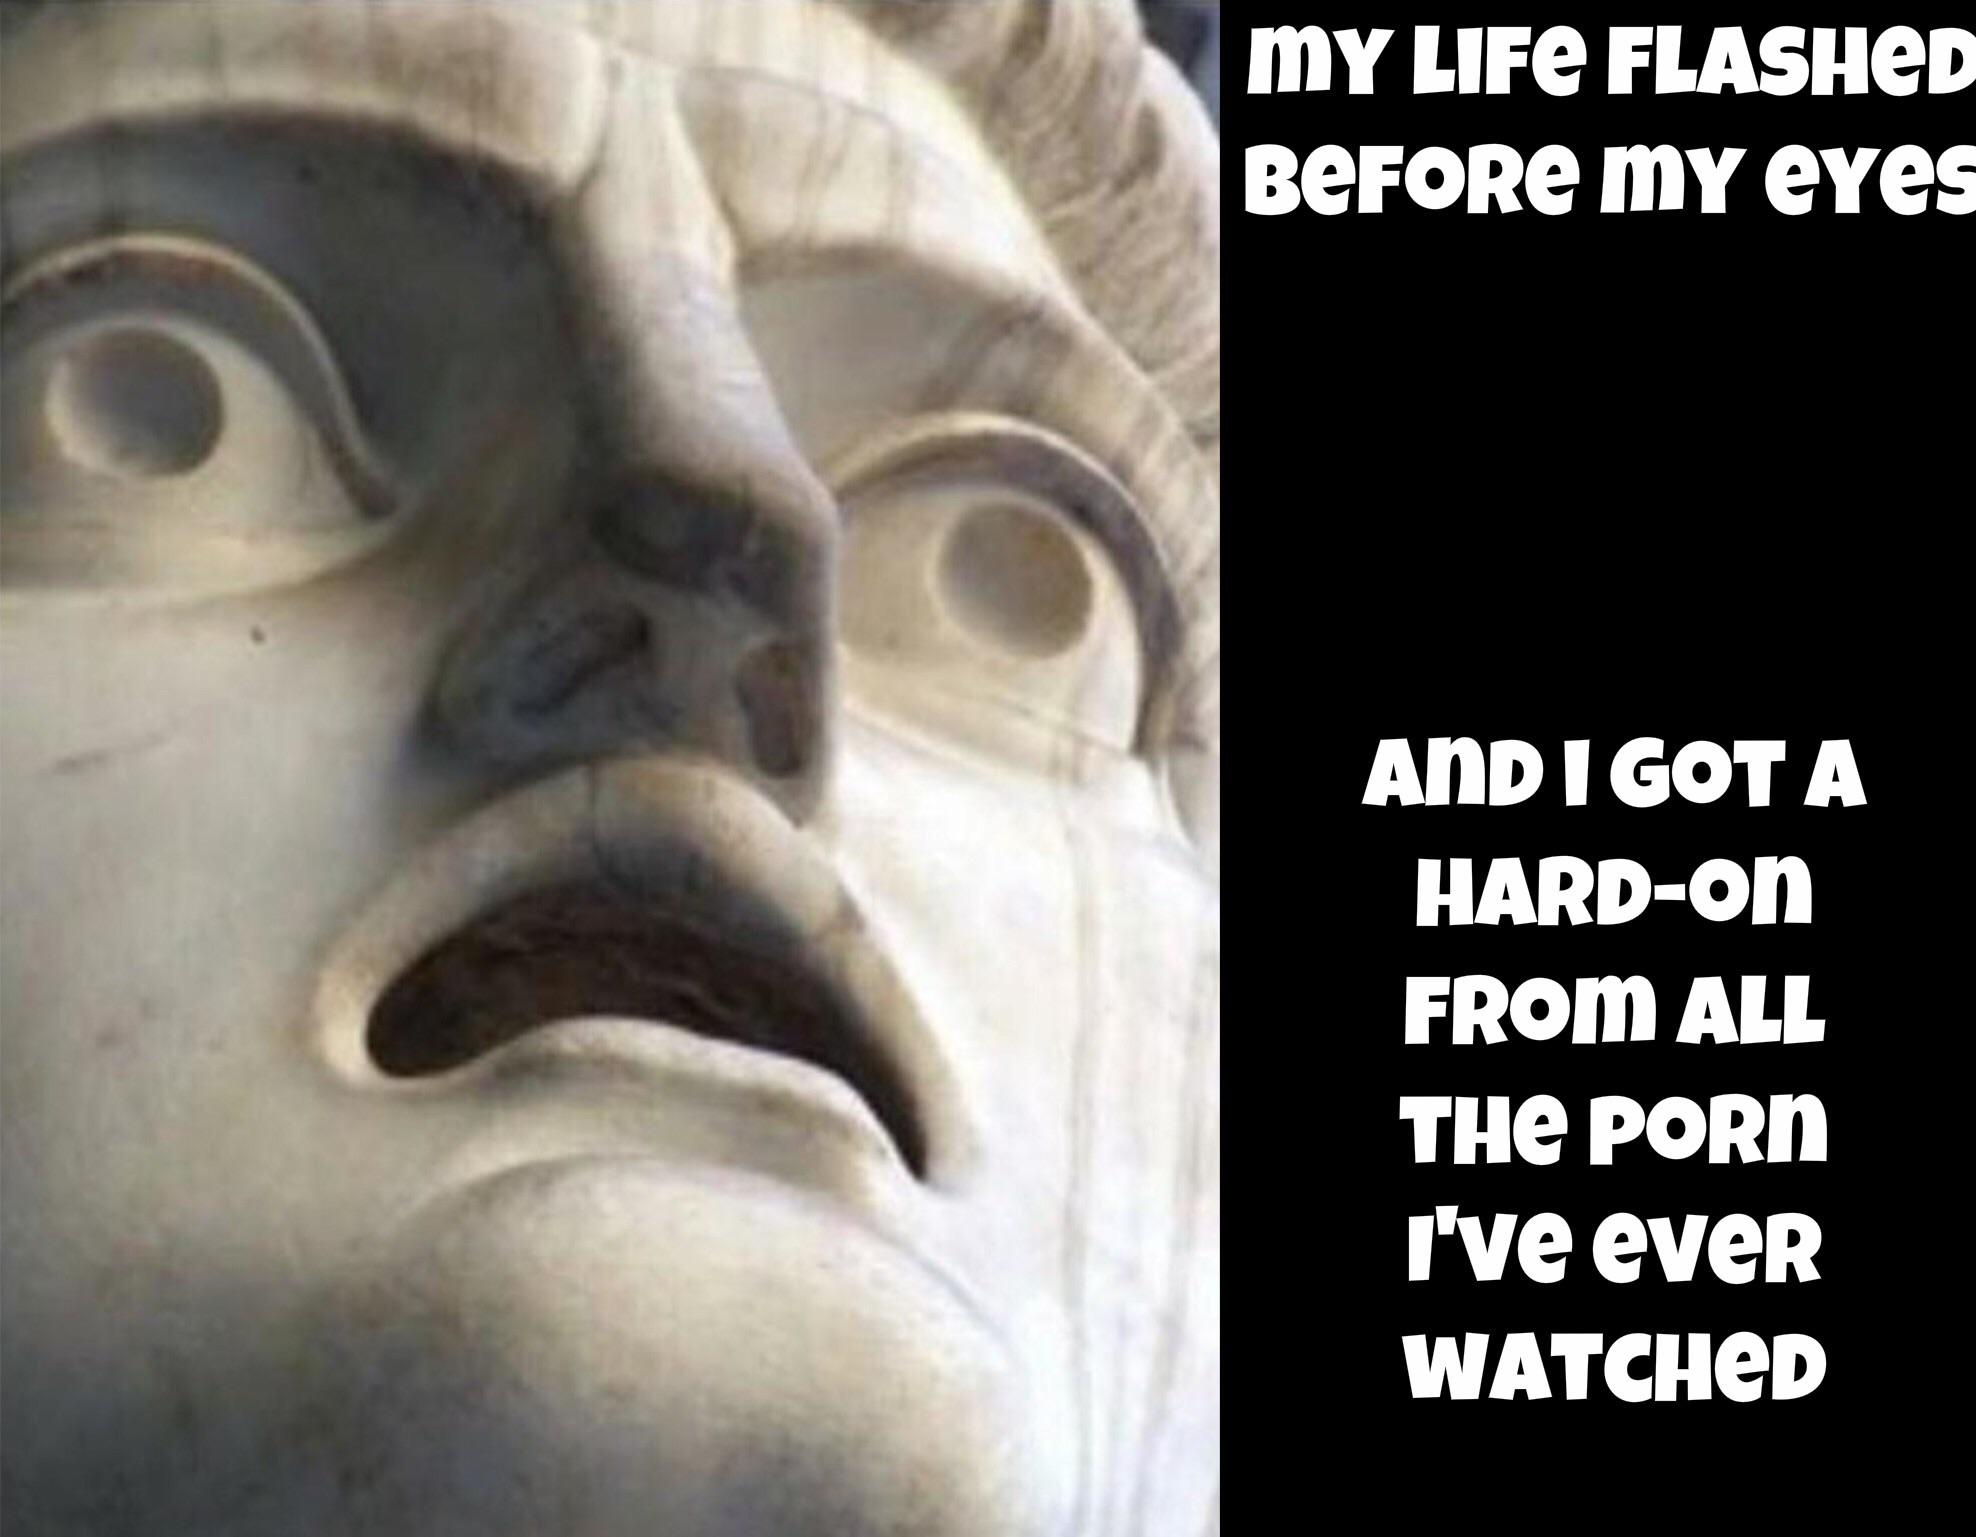 MY LIFE FLASHED
BEFORE MY EYES
AND I GOT A
HARD-ON
FROM ALL
THE PORN
I'VE EVER
WATCHED